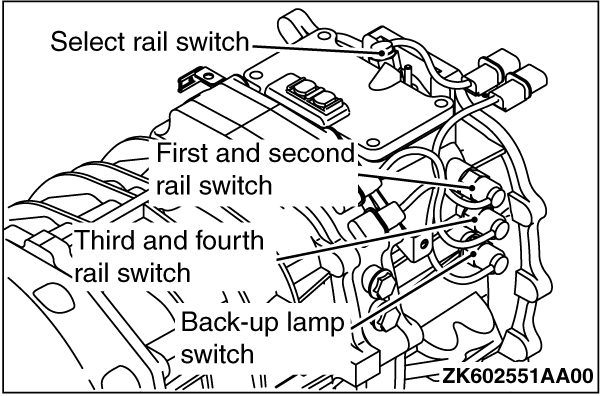 Select rail switch
First and second
rail switch
Third and fourth
rail switch
Back-up lamp
switch
ZK602551AA00